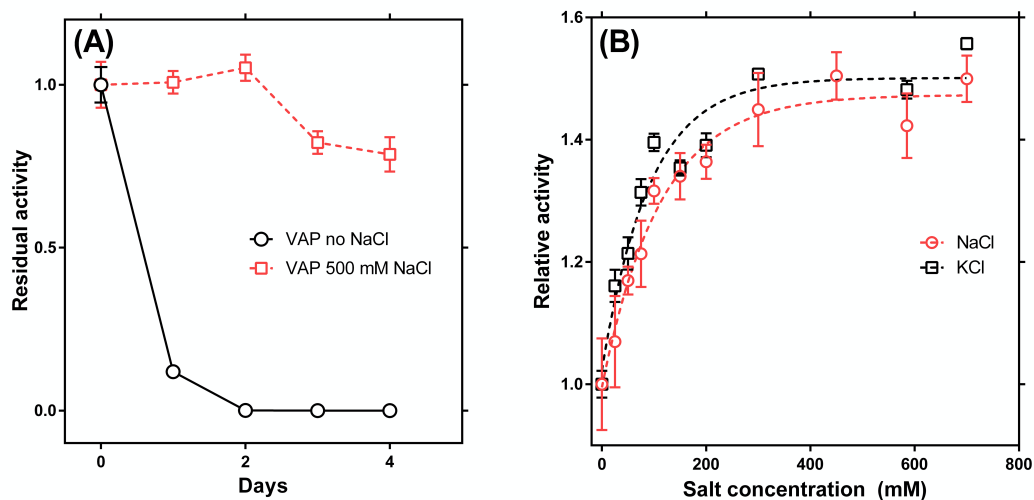 (A)
Residual activity
1.0
0.5
0.0
0
2
4
Days
VAP no NaCl
VAP 500 mM NaCl
(B)
Relative activity
1.6
1.4
1.2
1.0
0
200
400
600
800
Salt concentration (mM)
NaCl
KCl